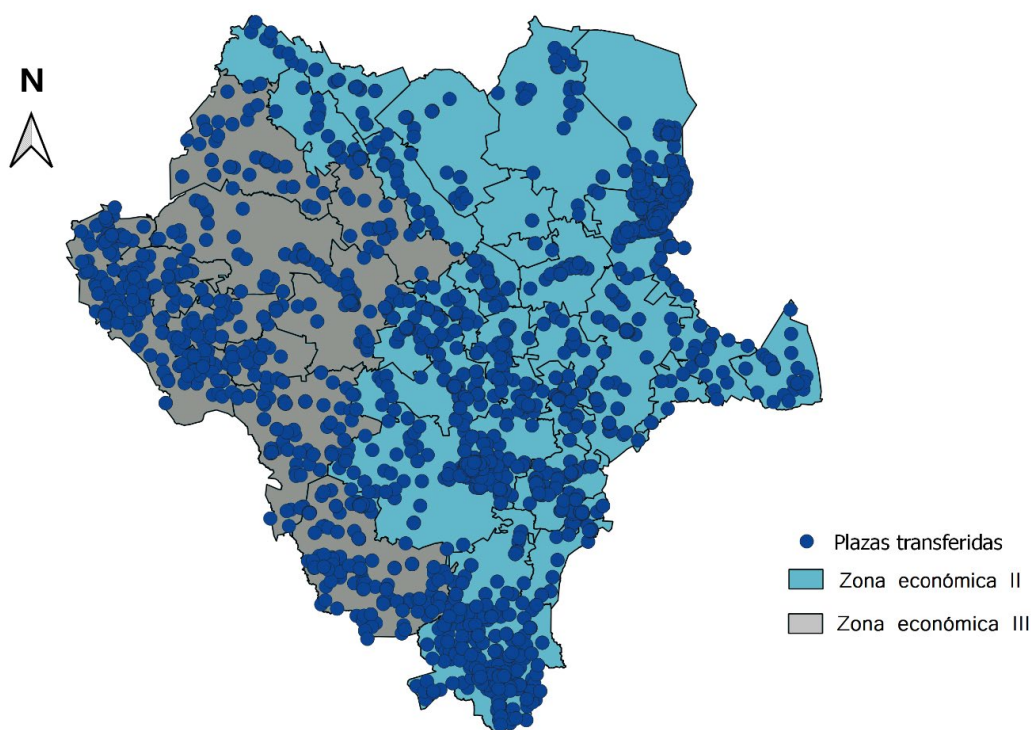 N
Plazas transferidas
Zona económica II
Zona económica III